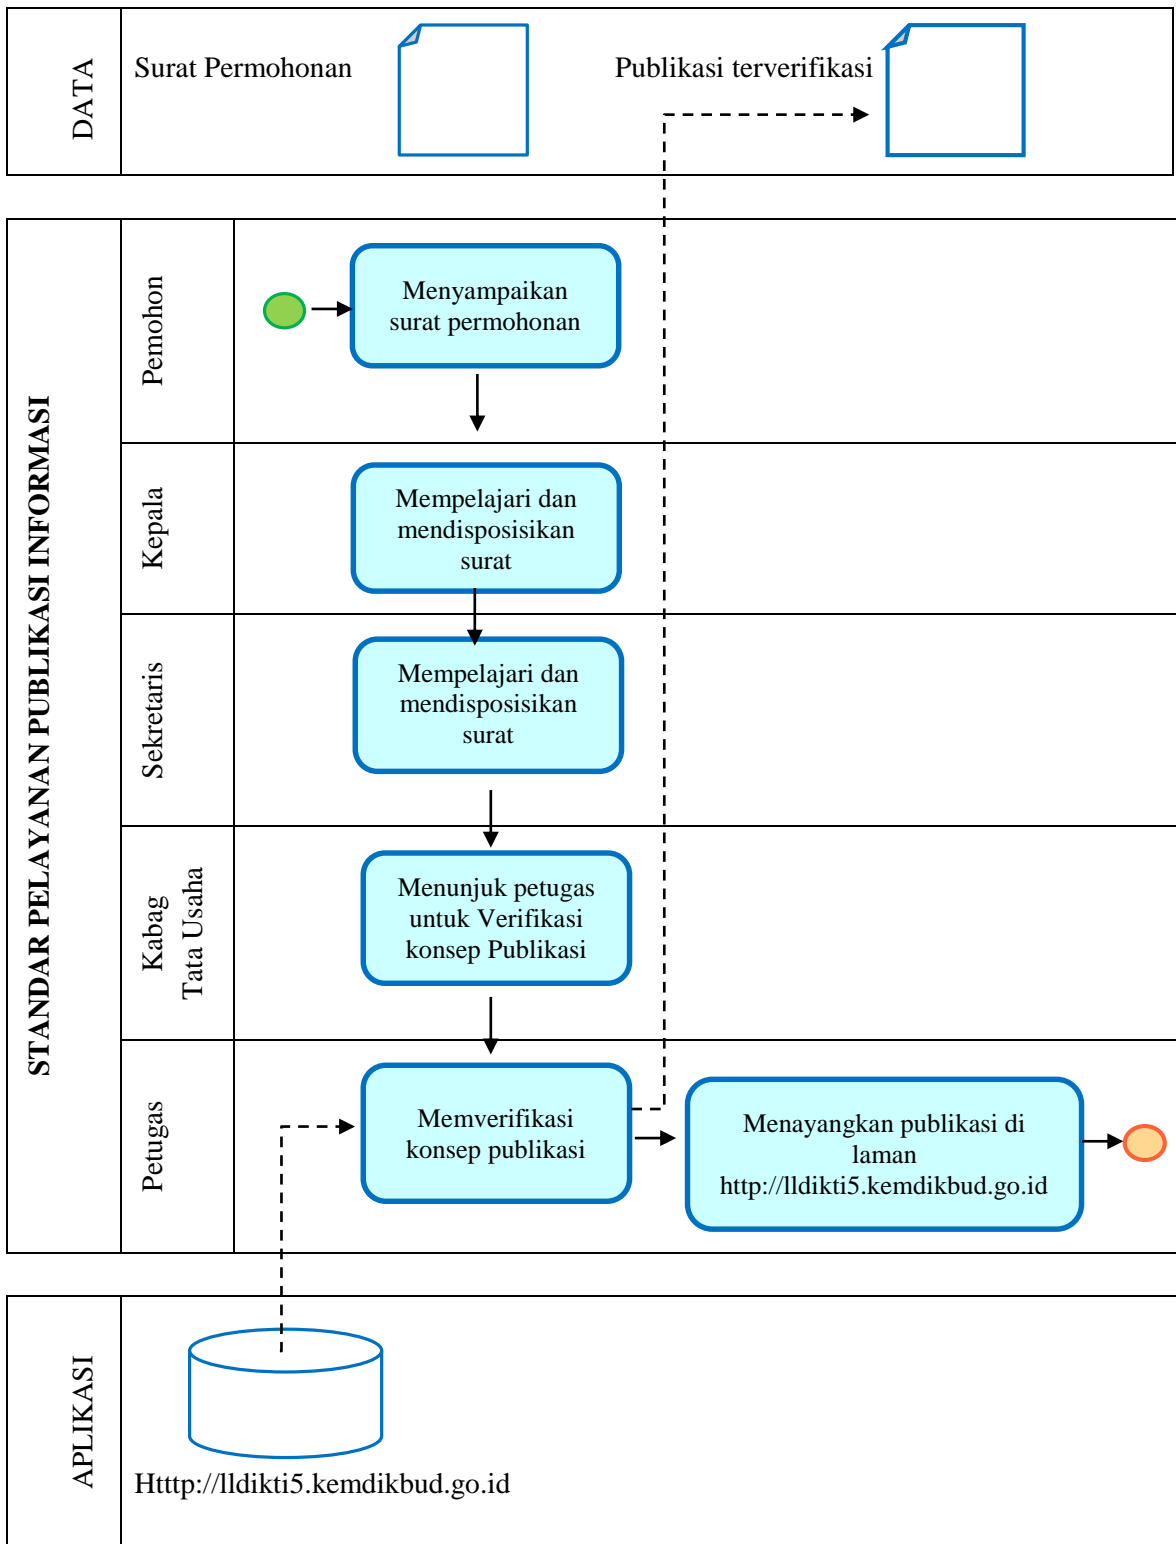 DATA
Surat Permohonan
Publikasi terverifikasi
STANDAR PELAYANAN PUBLIKASI INFORMASI
Pemohon
Menyampaikan
surat permohonan
Kepala
Mempelajari dan
mendisposisikan
surat
Sekretaris
Mempelajari dan
mendisposisikan
surat
Kabag
Tata Usaha
Menunjuk petugas
untuk Verifikasi
konsep Publikasi
Petugas
Memverifikasi
konsep publikasi
Menayangkan publikasi di
laman
http://lldikti5.kemdikbud.go.id
APLIKASI
Htttp://lldikti5.kemdikbud.go.id